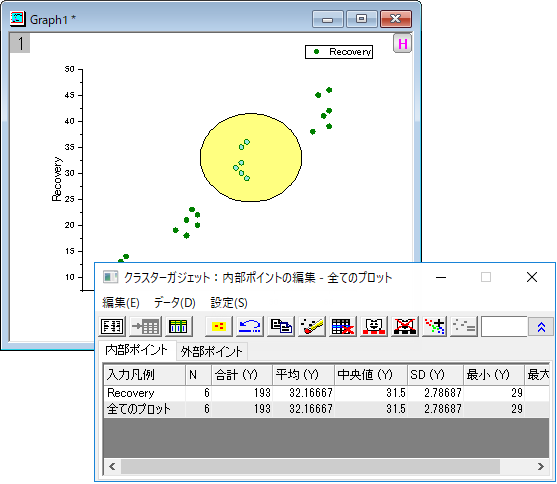 Graph1 *
1
H
Recovery
50
45
40
35
30
25
20
15
10
Recovery
クラスターガジェット：内部ポイントの編集 - 全てのプロット
編集(E) データ(D) 設定(S)
内部ポイント 外部ポイント
入力凡例 N 合計 (Y) 平均 (Y) 中央値 (Y) SD (Y) 最小 (Y) 最大
Recovery 6 193 32.16667 31.5 2.78687 29
全てのプロット 6 193 32.16667 31.5 2.78687 29